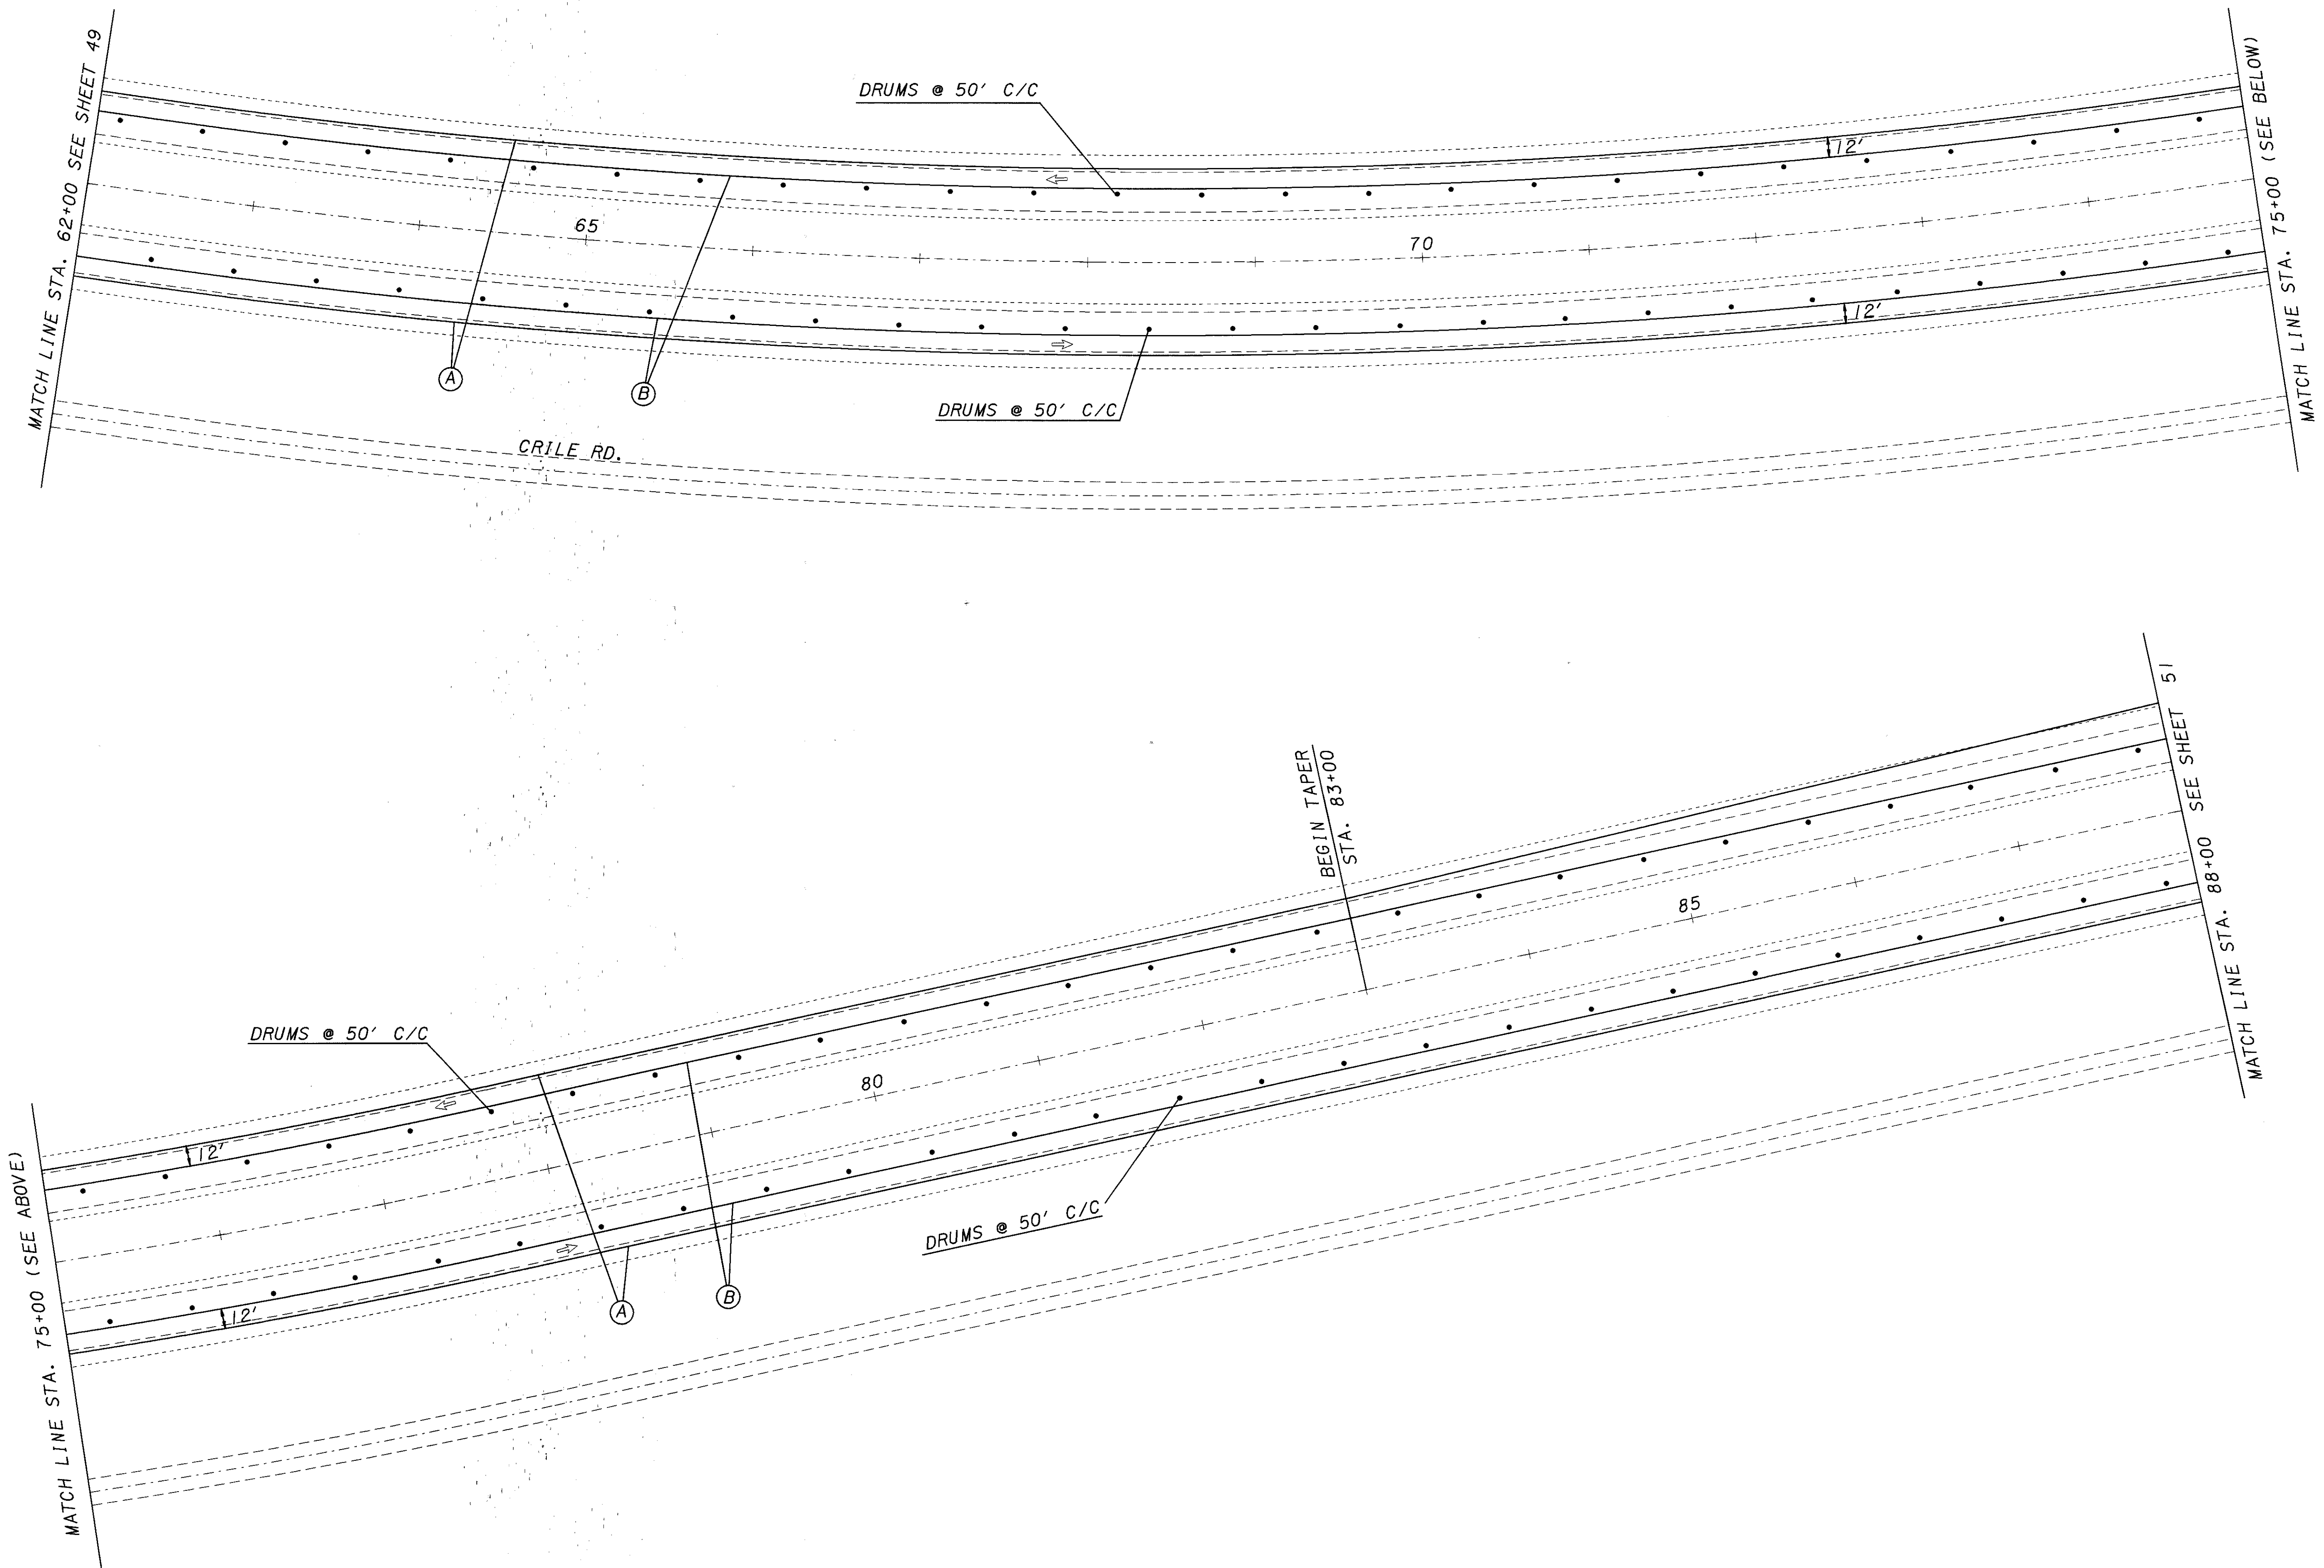 MATCH LINE STA. 62+00 SEE SHEET 49
DRUMS @ 50' C/C
12'
MATCH LINE STA. 75+00 (SEE BELOW)
65
70
12'
A
B
DRUMS @ 50' C/C
CRILE RD.
MATCH LINE STA. 88+00 SEE SHEET 51
BEGIN TAPER
STA. 83+00
85
DRUMS @ 50' C/C
80
12'
MATCH LINE STA. 75+00 (SEE ABOVE)
DRUMS @ 50' C/C
12'
A
B